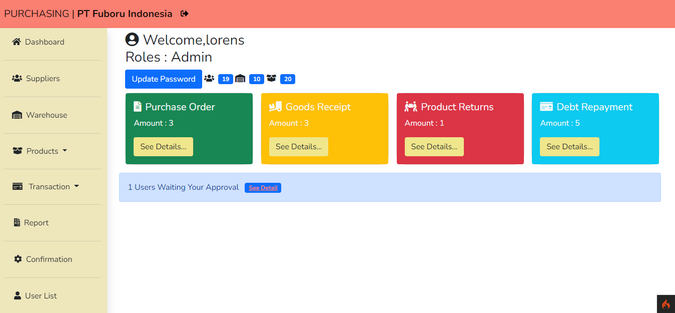 PURCHASING | PT Fuboru Indonesia
Dashboard
Suppliers
Warehouse
Products
Transaction
Report
Confirmation
User List
Welcome,lorens
Roles : Admin
Update Password 19 10 20
Purchase Order
Amount : 3
See Details...
Goods Receipt
Amount : 3
See Details...
Product Returns
Amount : 1
See Details...
Debt Repayment
Amount : 5
See Details...
1 Users Waiting Your Approval See Detail